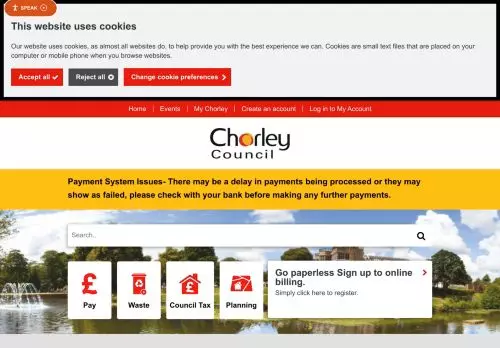 SPEAK
This website uses cookies
Our website uses cookies, as almost all websites do, to help provide you with the best experience we can. Cookies are small text files that are placed on
your computer or mobile phone when you browse websites.
Accept all
Reject all
Change cookie preferences
Home | Events | My Chorley | Create an account | Log in to My Account
Chorley
Council
Payment System Issues- There may be a delay in payments being processed or they may
show as failed, please check with your bank before making any further payments.
Search..
Pay
Waste
Council Tax
Planning
Go paperless Sign up to online
billing.
Simply click here to register.